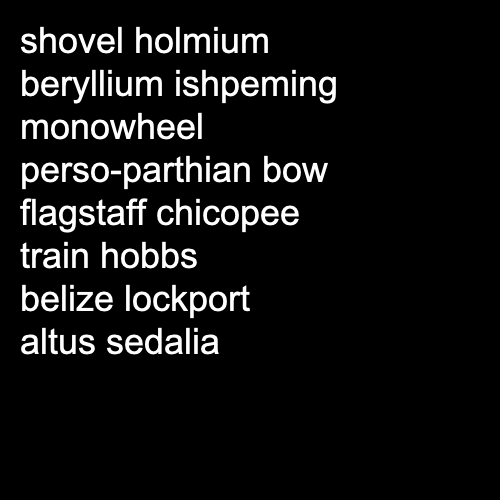 shovel holmium
beryllium ishpeming
monowheel
perso-parthian bow
flagstaff chicopee
train hobbs
belize lockport
altus sedalia